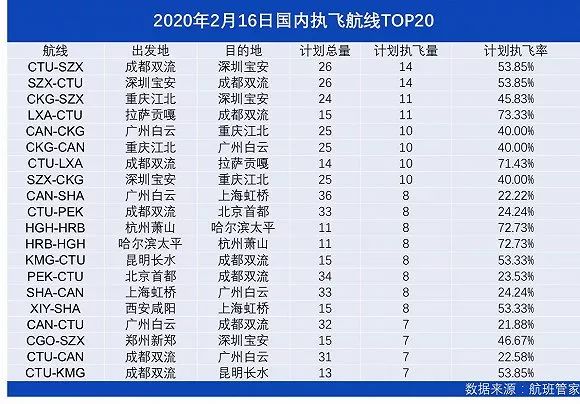 2020年2月16日国内执飞航线TOP20
航线 出发地 目的地 计划总量 计划执飞量 计划执飞率
CTU-SZX 成都双流 深圳宝安 26 14 53.85%
SZX-CTU 深圳宝安 成都双流 26 14 53.85%
CKG-SZX 重庆江北 深圳宝安 24 11 45.83%
LXA-CTU 拉萨贡嘎 成都双流 15 11 73.33%
CAN-CKG 广州白云 重庆江北 25 10 40.00%
CKG-CAN 重庆江北 广州白云 25 10 40.00%
CTU-LXA 成都双流 拉萨贡嘎 14 10 71.43%
SZX-CKG 深圳宝安 重庆江北 25 10 40.00%
CAN-SHA 广州白云 上海虹桥 36 8 22.22%
CTU-PEK 成都双流 北京首都 33 8 24.24%
HGH-HRB 杭州萧山 哈尔滨太平 11 8 72.73%
HRB-HGH 哈尔滨太平 杭州萧山 11 8 72.73%
KMG-CTU 昆明长水 成都双流 15 8 53.33%
PEK-CTU 北京首都 成都双流 34 8 23.53%
SHA-CAN 上海虹桥 广州白云 33 8 24.24%
XIY-SHA 西安咸阳 上海虹桥 15 8 53.33%
CAN-CTU 广州白云 成都双流 32 7 21.88%
CGO-SZX 郑州新郑 深圳宝安 15 7 46.67%
CTU-CAN 成都双流 广州白云 31 7 22.58%
CTU-KMG 成都双流 昆明长水 13 7 53.85%
数据来源：航班管家